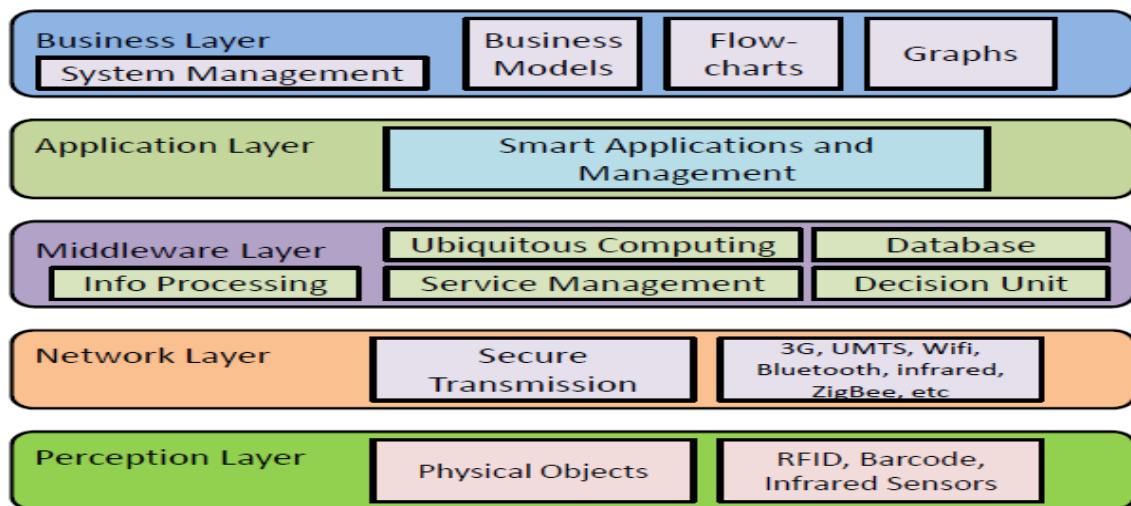 Business Layer
System Management
Business
Models
Flow-
charts
Graphs
Application Layer
Smart Applications and
Management
Middleware Layer
Ubiquitous Computing
Database
Info Processing
Service Management
Decision Unit
Network Layer
Secure
Transmission
3G, UMTS, Wifi,
Bluetooth, infrared,
ZigBee, etc
Perception Layer
Physical Objects
RFID, Barcode,
Infrared Sensors